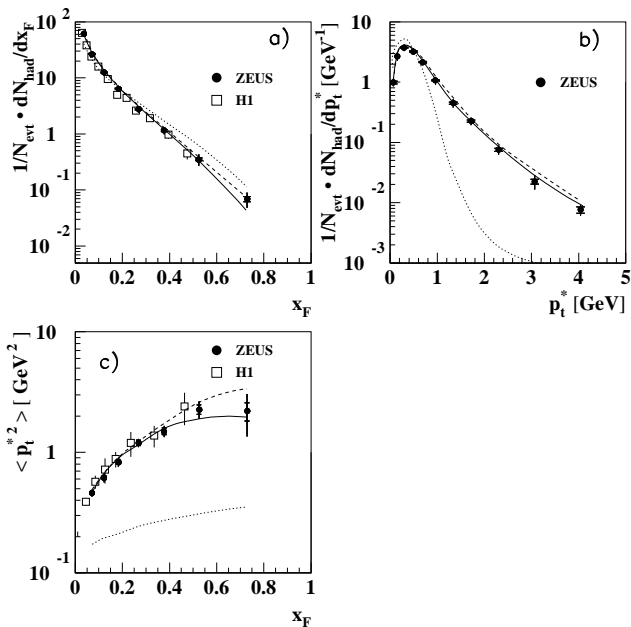 1/N_evt • dN_had/dx_F
10^2
10
1
10^-1
10^-2
a)
ZEUS
H1
0 0.2 0.4 0.6 0.8 1
x_F
1/N_evt • dN_had/dp_t^* [GeV^-1]
10
1
10^-1
10^-2
10^-3
b)
ZEUS
0 1 2 3 4 5
p_t^* [GeV]
< p_t^*2 > [ GeV^2 ]
10
1
10^-1
c)
ZEUS
H1
0 0.2 0.4 0.6 0.8 1
x_F